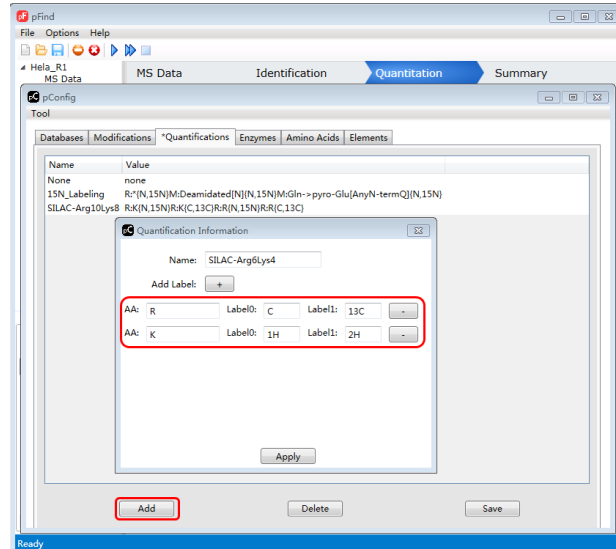 pF pFind
File Options Help
Hela_R1
MS Data
MS Data Identification Quantitation Summary
pC pConfig
Tool
Databases Modifications *Quantifications Enzymes Amino Acids Elements
Name Value
None none
15N_Labeling R:*{N,15N}M:Deamidated[N]{N,15N}M:Gln->pyro-Glu[AnyN-termQ]{N,15N}
SILAC-Arg10Lys8 R:K{N,15N}R:K{C,13C}R:R{N,15N}R:R{C,13C}
pC Quantification Information
Name: SILAC-Arg6Lys4
Add Label: +
AA: R Label0: C Label1: 13C -
AA: K Label0: 1H Label1: 2H -
Apply
Add Delete Save
Ready